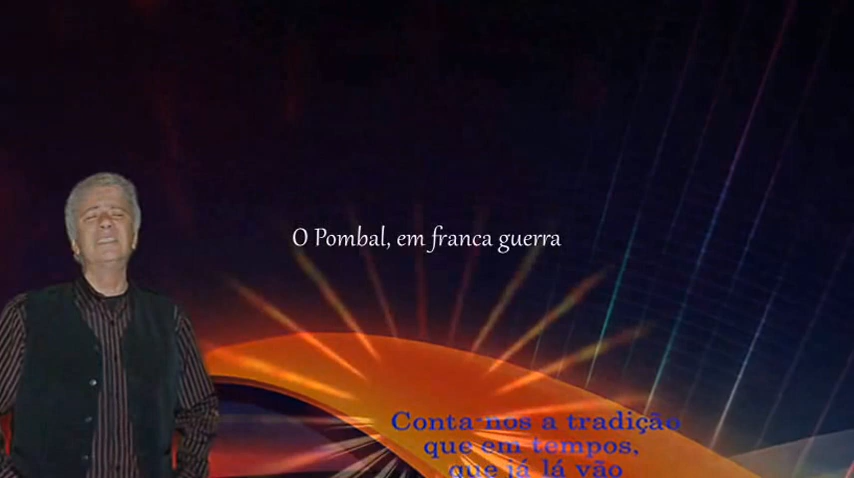 O Pombal, em franca guerra
Conta-nos a tradição
que em tempos,
que já lá vão